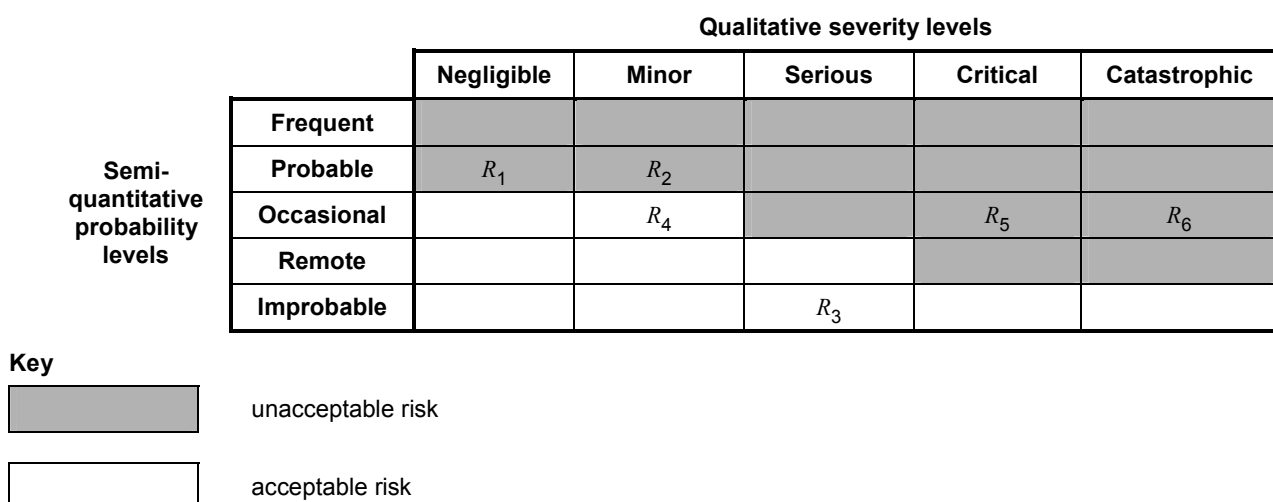 Qualitative severity levels
Negligible Minor Serious Critical Catastrophic
Semi-
quantitative
probability
levels
Frequent
Probable R1 R2
Occasional R4 R5 R6
Remote
Improbable R3
Key
unacceptable risk
acceptable risk